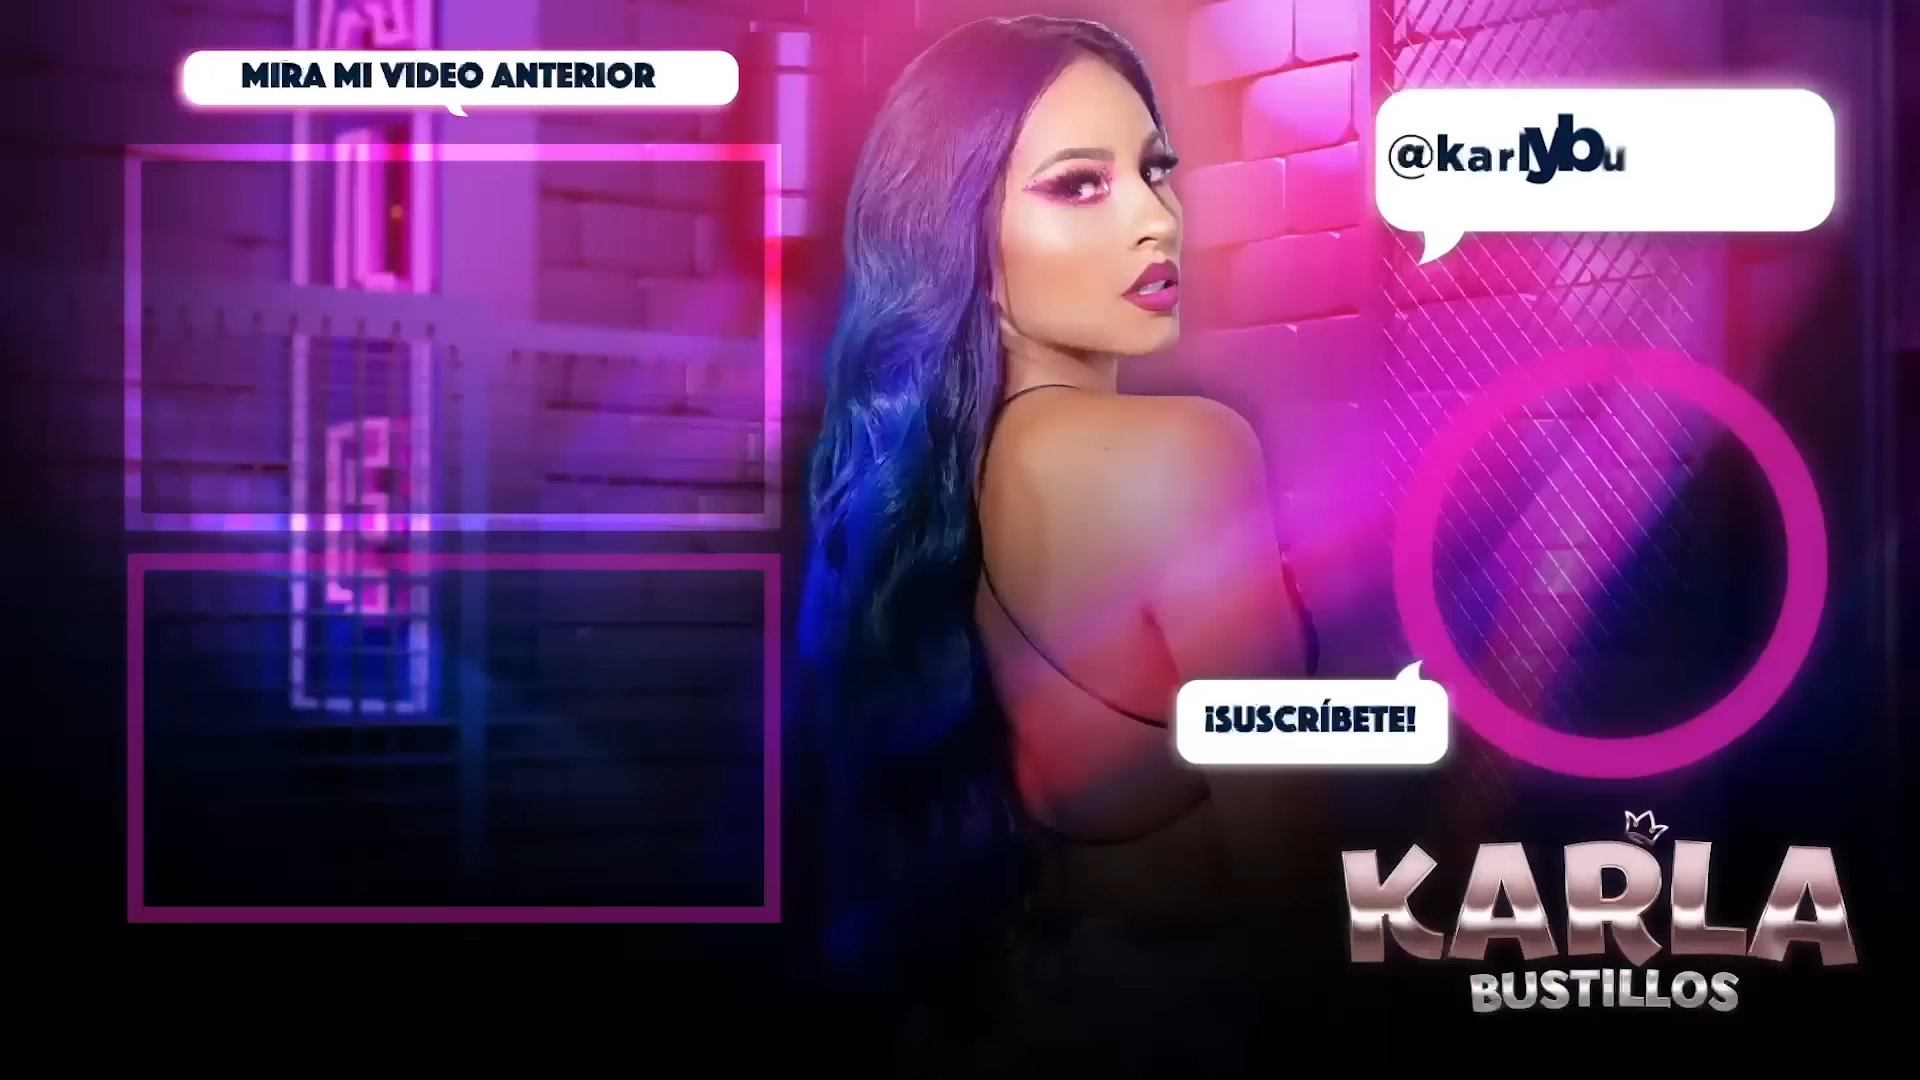 MIRA MI VIDEO ANTERIOR
@karlybu
¡SUSCRÍBETE!
KARLA
BUSTILLOS